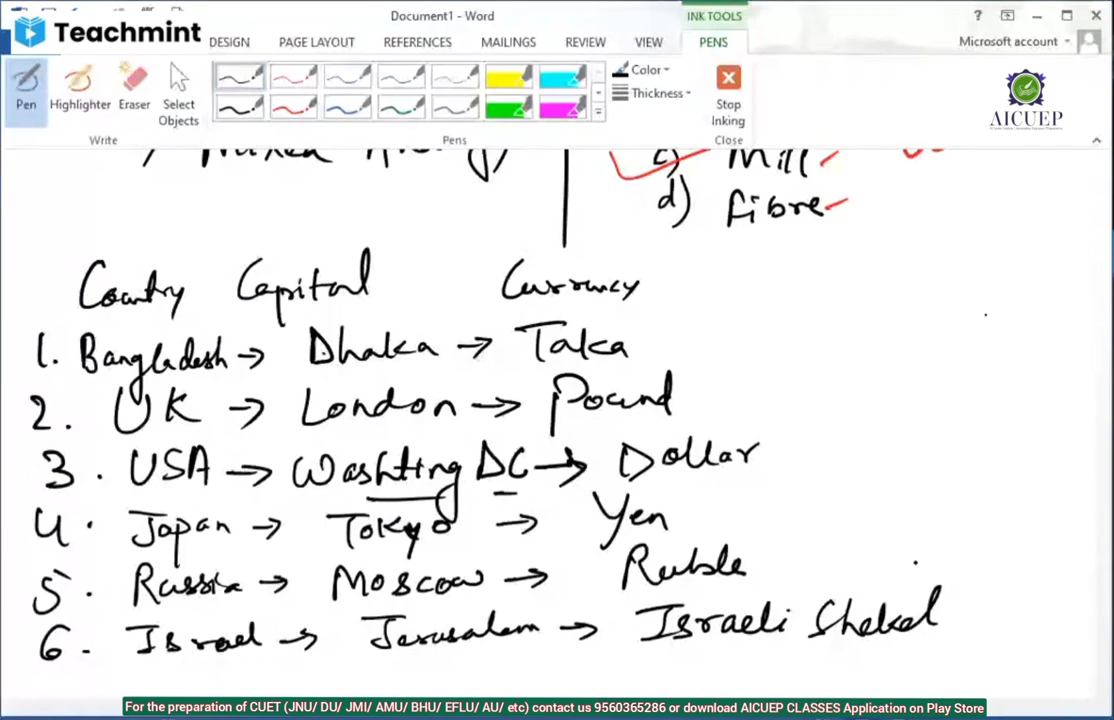 Document1 - Word
INK TOOLS
Teachmint
DESIGN PAGE LAYOUT REFERENCES MAILINGS REVIEW VIEW PENS
Microsoft account
Pen Highlighter Eraser Select Objects
Color
Thickness
Stop Inking
Write Pens Close
AICUEP
c) Mill
d) fibre
Country Capital Currency
1. Bangladesh → Dhaka → Taka
2. UK → London → Pound
3. USA → Washting DC → Dollar
4. Japan → Tokyo → Yen
5. Russia → Moscow → Ruble
6. Israel → Jerusalem → Israeli Shekel
For the preparation of CUET (JNU/ DU/ JMI/ AMU/ BHU/ EFLU/ AU/ etc) contact us 9560365286 or download AICUEP CLASSES Application on Play Store